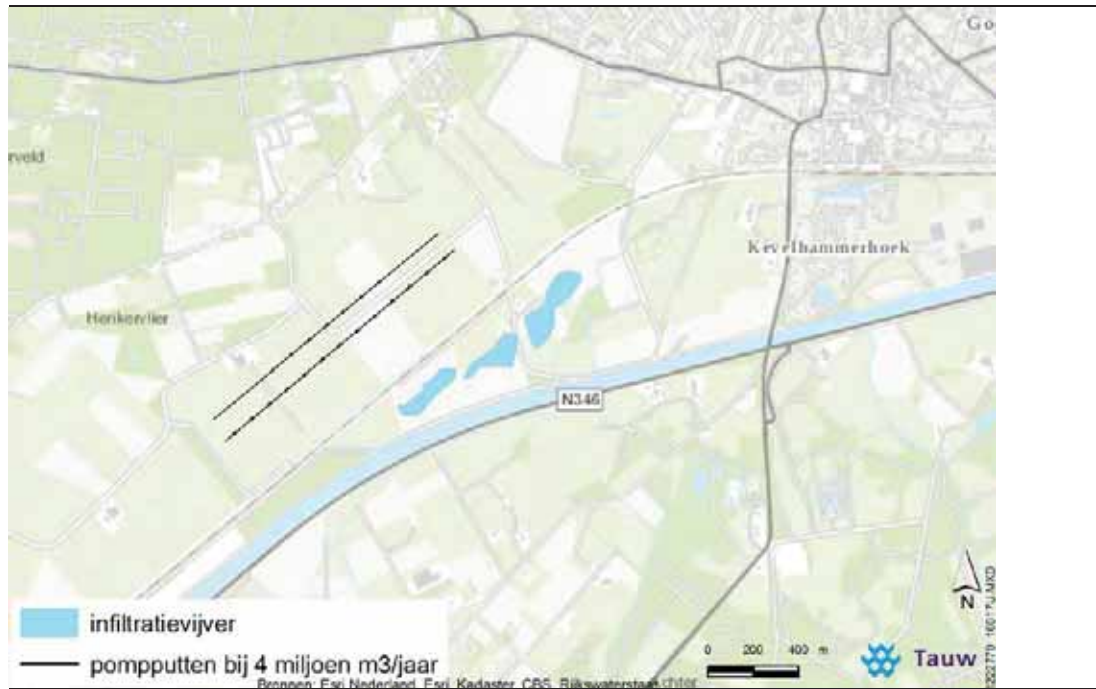 Go
rveld
Kevelhammerhoek
N346
N
infiltratievijver
pompputten bij 4 miljoen m3/jaar
0 200 400 m
Tauw
Bronnen: Esri Nederland, Esri, Kadaster, CBS, Rijkswaterstaat
chter